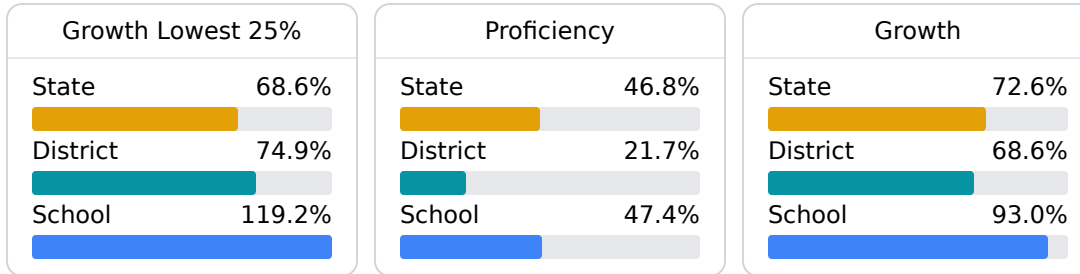 Growth Lowest 25%
State 68.6%
District 74.9%
School 119.2%
Proficiency
State 46.8%
District 21.7%
School 47.4%
Growth
State 72.6%
District 68.6%
School 93.0%